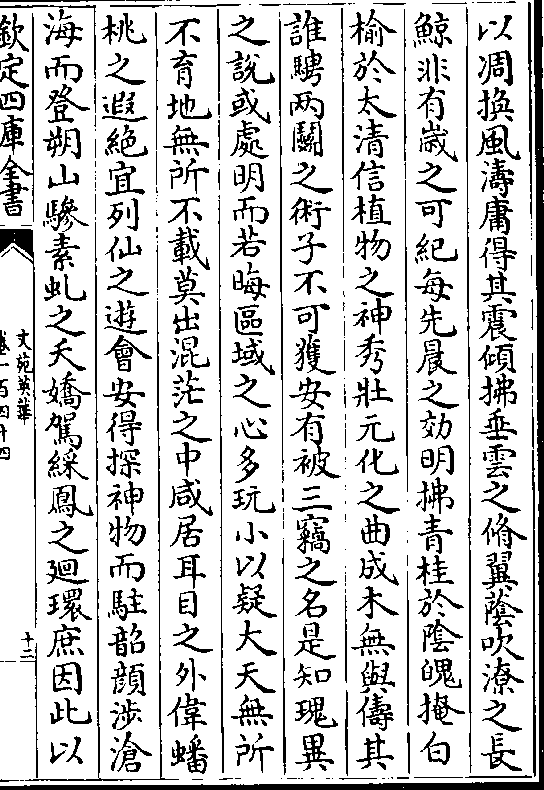 以凋換風濤庸得其震傾拂垂雲之脩翼蔭吹潦之長
鯨非有歲之可紀每先晨之効明拂青桂於陰魄掩白
榆於太清信植物之神秀壯元化之曲成木無與儔其
誰騁两闗之術子不可獲安有被三竊之名是知瑰異
之說或處明而若晦區域之心多玩小以疑大天無所
不育地無所不載莫出混茫之中咸居耳目之外偉蟠
桃之遐絶宜列仙之遊會安得探神物而駐韶顔涉滄
海而登朔山驂素虬之夭嬌駕綵鳳之廻環庶因此以
欽定四庫全書
文苑英華
卷一百四十四
十二